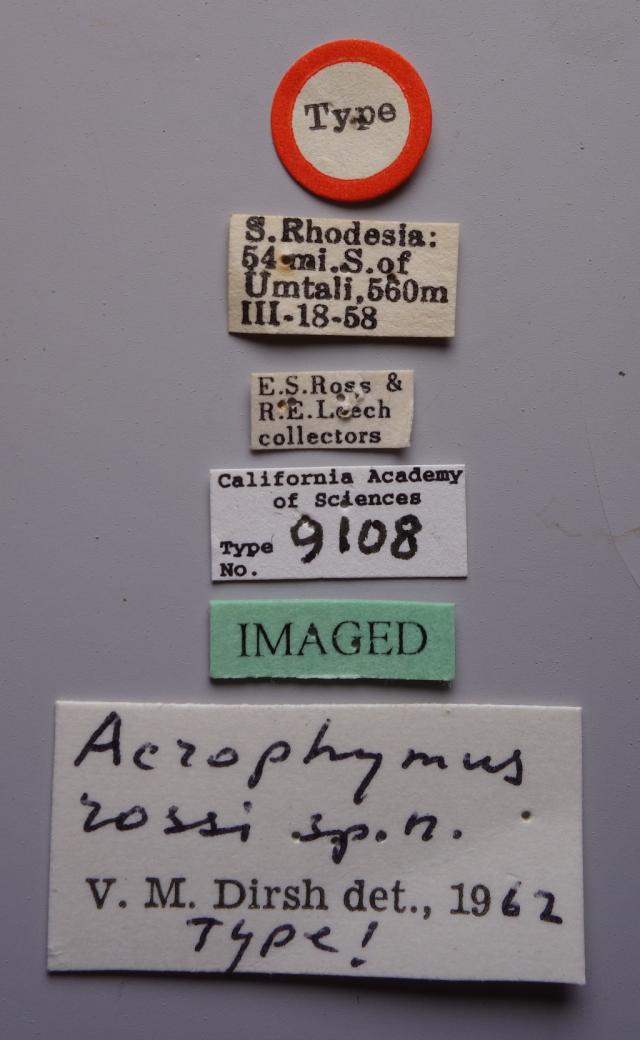 Type
S.Rhodesia:
54 mi.S.of
Umtali,560m
III-18-58
E.S.Ross &
R.E.Leech
collectors
California Academy
of Sciences
Type 9108
No.
IMAGED
Acrophymus
rossi sp.n.
V. M. Dirsh det., 1962
Type!